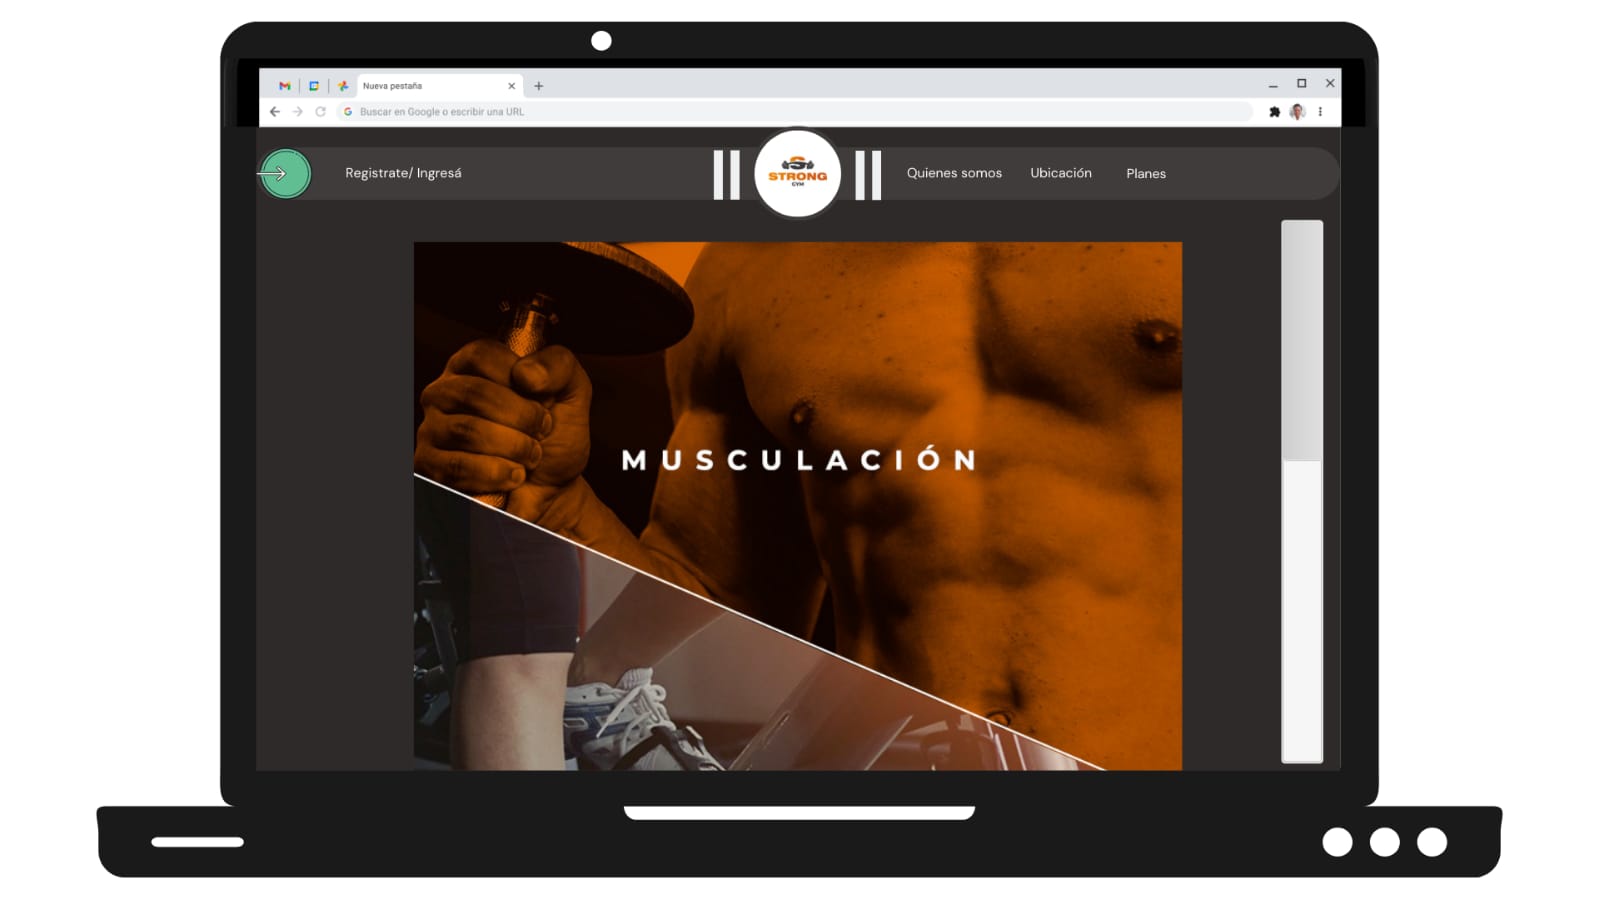 Nueva pestaña
Buscar en Google o escribir una URL
Registrate/ Ingresá
STRONG
GYM
Quienes somos
Ubicación
Planes
MUSCULACIÓN